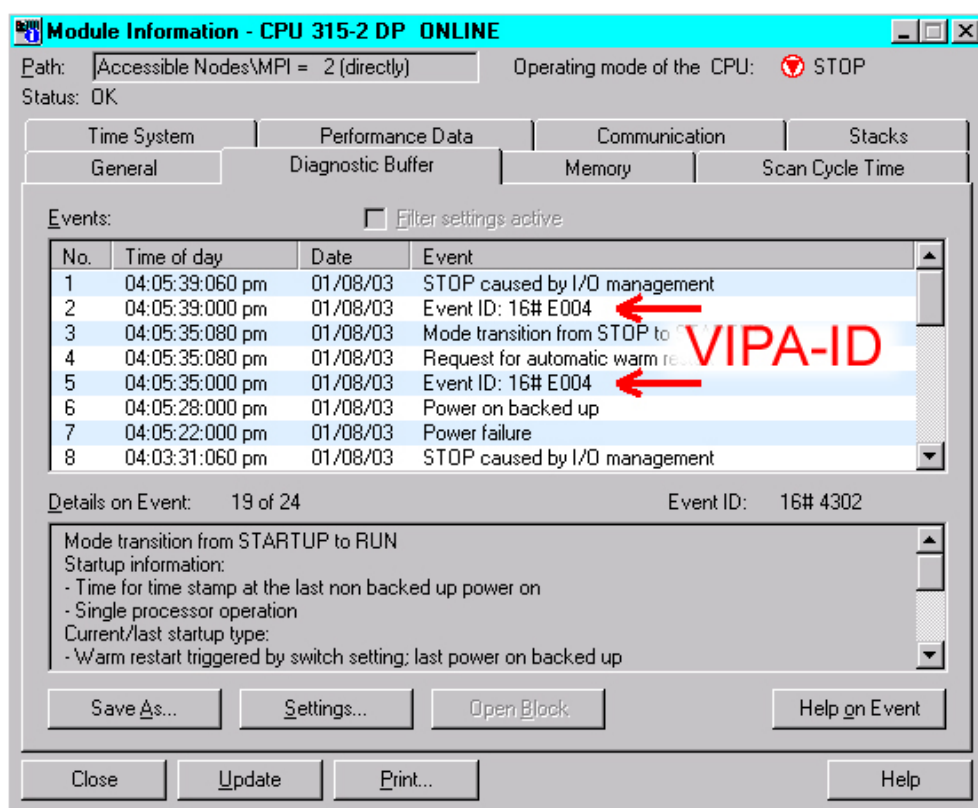 Module Information - CPU 315-2 DP ONLINE
Path: Accessible Nodes\MPI = 2 (directly) Operating mode of the CPU: STOP
Status: OK
Time System Performance Data Communication Stacks
General Diagnostic Buffer Memory Scan Cycle Time
Events: Filter settings active
No. Time of day Date Event
1 04:05:39:060 pm 01/08/03 STOP caused by I/O management
2 04:05:39:000 pm 01/08/03 Event ID: 16# E004
3 04:05:35:080 pm 01/08/03 Mode transition from STOP to
VIPA-ID
4 04:05:35:080 pm 01/08/03 Request for automatic warm
5 04:05:35:000 pm 01/08/03 Event ID: 16# E004
6 04:05:28:000 pm 01/08/03 Power on backed up
7 04:05:22:000 pm 01/08/03 Power failure
8 04:03:31:060 pm 01/08/03 STOP caused by I/O management
Details on Event: 19 of 24 Event ID: 16# 4302
Mode transition from STARTUP to RUN
Startup information:
- Time for time stamp at the last non backed up power on
- Single processor operation
Current/last startup type:
- Warm restart triggered by switch setting; last power on backed up
Save As... Settings... Open Block Help on Event
Close Update Print... Help